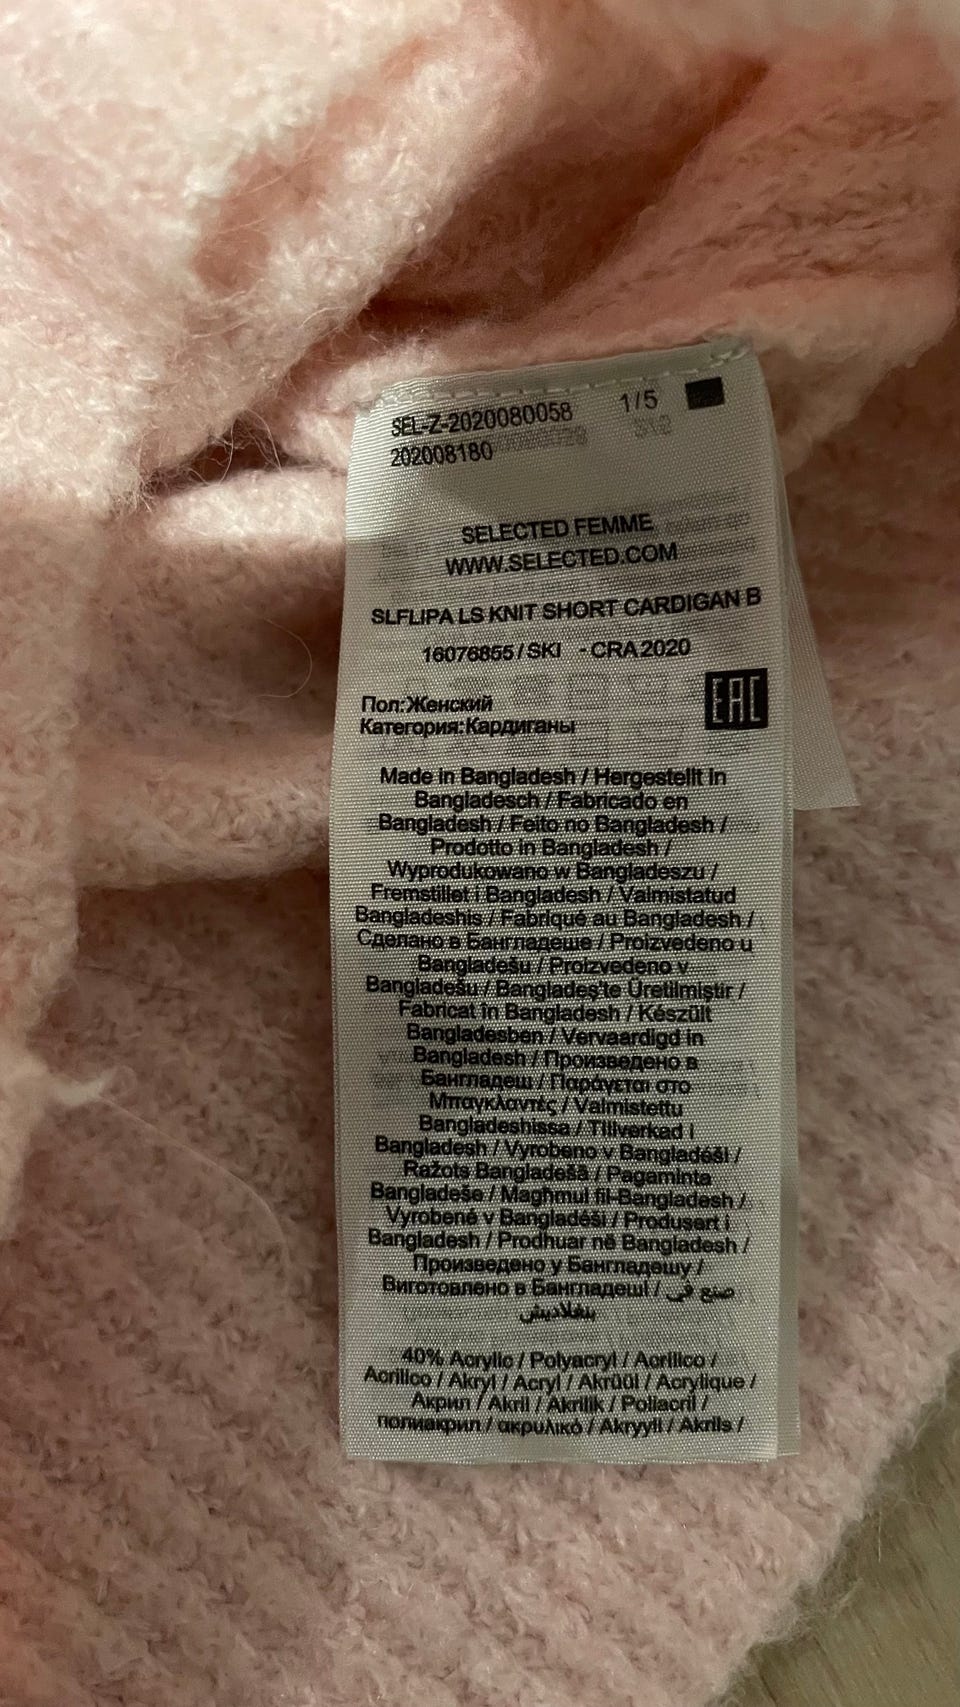 SEL-Z-2020080058 1/5
202008180
SELECTED FEMME
WWW.SELECTED.COM
SLFLIPA LS KNIT SHORT CARDIGAN B
16076855 / SKI - CRA2020
EAC
Пол:Женский
Категория:Кардиганы
Made in Bangladesh / Hergestellt in
Bangladesch / Fabricado en
Bangladesh / Feito no Bangladesh /
Prodotto in Bangladesh /
Wyprodukowano w Bangladeszu /
Fremstillet i Bangladesh / Valmistatud
Bangladeshis / Fabriqué au Bangladesh /
Сделано в Бангладеше / Proizvedeno u
Bangladešu / Proizvedeno v
Bangladešu / Bangladeş'te Üretilmiştir /
Fabricat în Bangladesh / Készült
Bangladesben / Vervaardigd in
Bangladesh / Произведено в
Бангладеш / Παράγεται στο
Μπαγκλαντές / Valmistettu
Bangladeshissa / Tillverkad i
Bangladesh / Vyrobeno v Bangladéši /
Ražots Bangladešā / Pagaminta
Bangladeše / Magħmul fil-Bangladesh /
Vyrobené v Bangladéši / Produsert i
Bangladesh / Prodhuar në Bangladesh /
Произведено у Бангладешу /
Виготовлено в Бангладеші / صنع في
بنغلاديش
40% Acrylic / Polyacryl / Acrílico /
Acrilico / Akryl / Acryl / Akrüül / Acrylique /
Акрил / Akril / Akrilik / Poliacril /
полиакрил / ακρυλικό / Akryyli / Akrils /